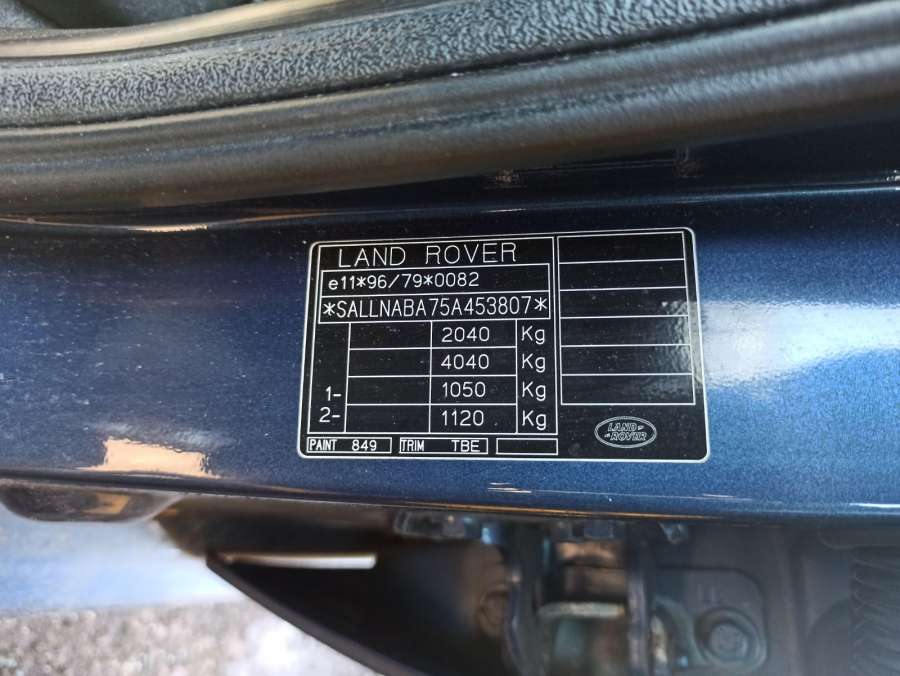 LAND ROVER
e11*96/79*0082
*SALLNABA75A453807*
2040 Kg
4040 Kg
1- 1050 Kg
2- 1120 Kg
PAINT 849 TRIM TBE
LAND
ROVER